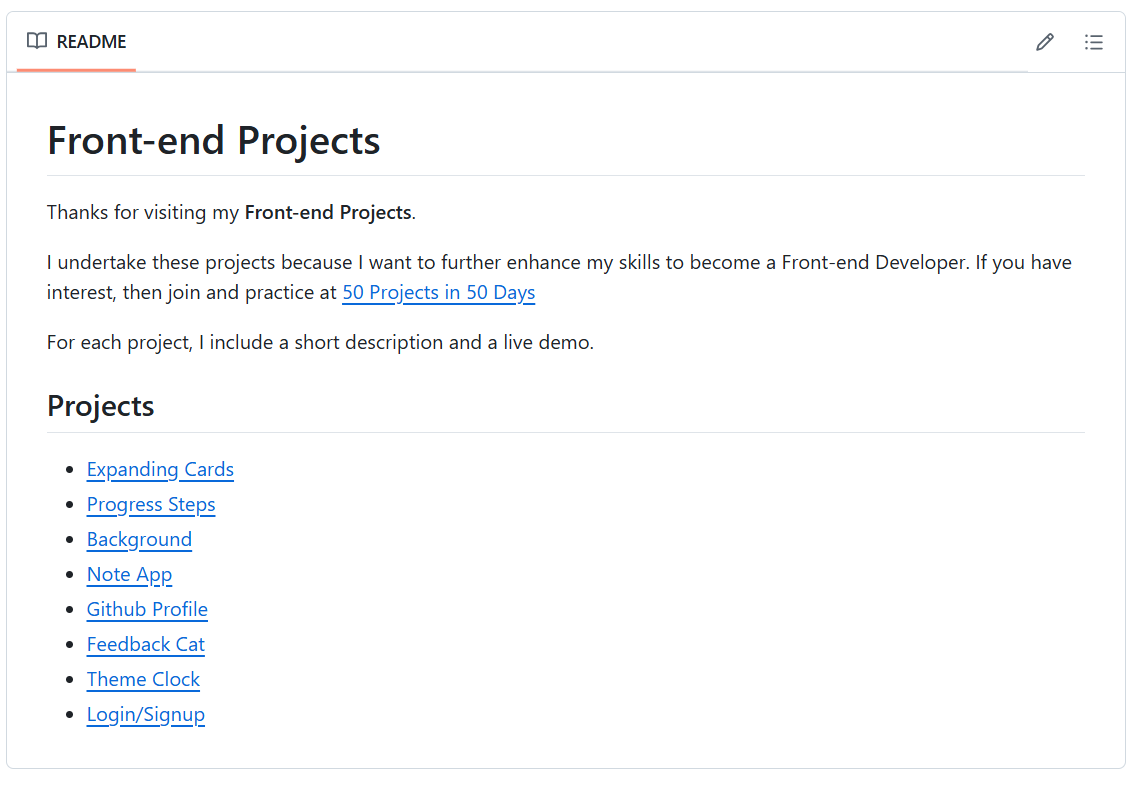 README
Front-end Projects
Thanks for visiting my Front-end Projects.
I undertake these projects because I want to further enhance my skills to become a Front-end Developer. If you have
interest, then join and practice at 50 Projects in 50 Days
For each project, I include a short description and a live demo.
Projects
Expanding Cards
Progress Steps
Background
Note App
Github Profile
Feedback Cat
Theme Clock
Login/Signup